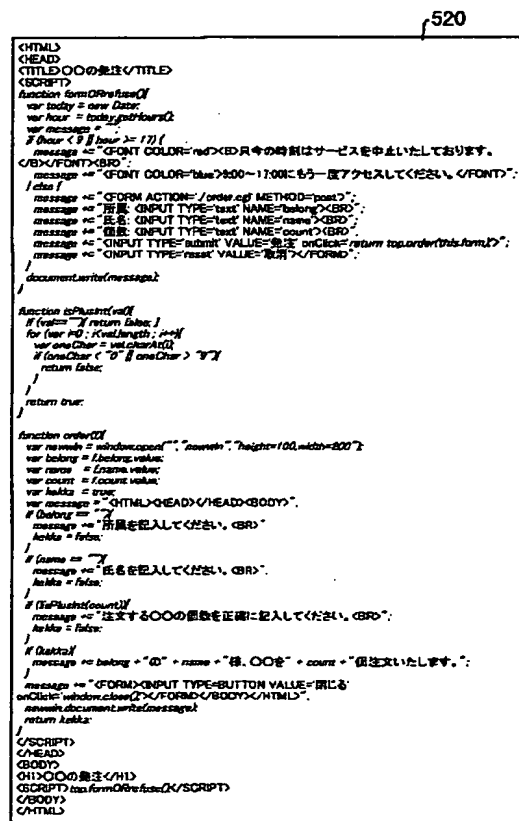 520
<HTML>
<HEAD>
<TITLE>〇〇の発注</TITLE>
<SCRIPT>
function formORrefuse(){
var today = new Date;
var hour = today.getHours();
var message = "";
if (hour < 9 || hour >= 17) {
message += "<FONT COLOR='red'><B>只今の時刻はサービスを中止いたしております。
</B></FONT><BR>";
message += "<FONT COLOR='blue'>9:00～17:00にもう一度アクセスしてください。</FONT>";
} else {
message += "<FORM ACTION='./order.cgi' METHOD='post'>";
message += "所属: <INPUT TYPE='text' NAME='belong'><BR>";
message += "氏名: <INPUT TYPE='text' NAME='name'><BR>";
message += "個数: <INPUT TYPE='text' NAME='count'><BR>";
message += "<INPUT TYPE='submit' VALUE='発注' onClick='return top.order(this.form)'>";
message += "<INPUT TYPE='reset' VALUE='取消'></FORM>";
}
document.write(message);
}
function isPlusInt(val){
if (val==""){ return false; }
for (var i=0 ; i<val.length ; i++){
var oneChar = val.charAt(i);
if (oneChar < "0" || oneChar > "9"){
return false;
}
}
return true;
}
function order(f){
var newwin = window.open("","newwin","height=100,width=800");
var belong = f.belong.value;
var name = f.name.value;
var count = f.count.value;
var kekka = true;
var message = "<HTML><HEAD></HEAD><BODY>";
if (belong == ""){
message += "所属を記入してください。<BR>"
kekka = false;
}
if (name == ""){
message += "氏名を記入してください。<BR>";
kekka = false;
}
if (!isPlusInt(count)){
message += "注文する〇〇の個数を正確に記入してください。<BR>";
kekka = false;
}
if (kekka){
message += belong + "の" + name + "様、〇〇を" + count + "個注文いたします。";
}
message += "<FORM><INPUT TYPE=BUTTON VALUE='閉じる'
onClick='window.close()'></FORM></BODY></HTML>";
newwin.document.write(message);
return kekka;
}
</SCRIPT>
</HEAD>
<BODY>
<H1>〇〇の発注</H1>
<SCRIPT>top.formORrefuse()</SCRIPT>
</BODY>
</HTML>